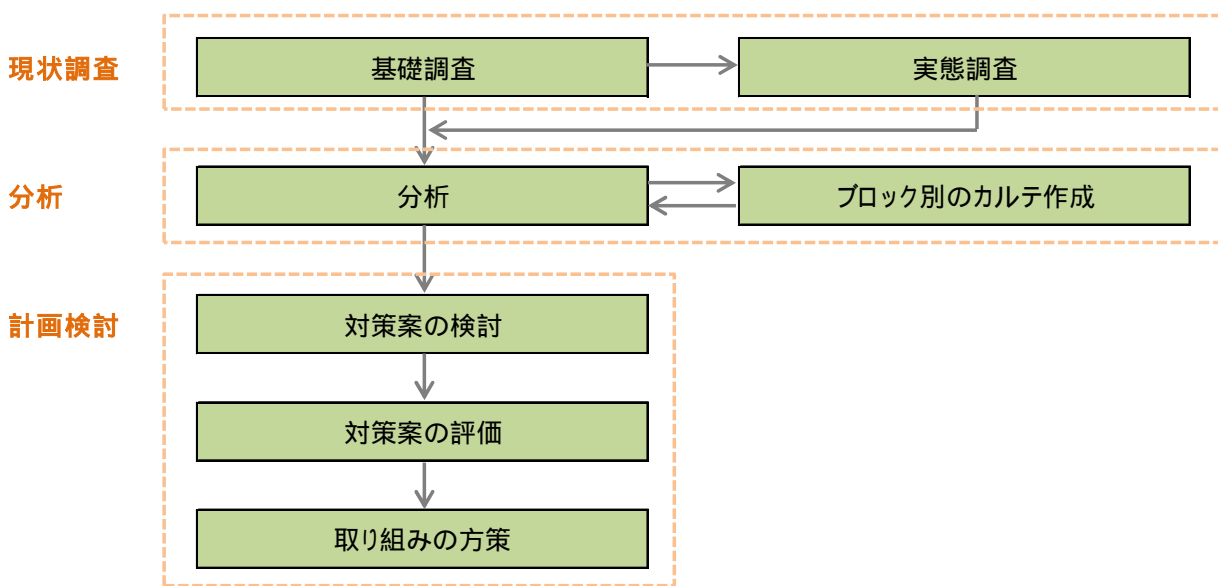 現状調査
基礎調査
実態調査
分析
分析
ブロック別のカルテ作成
計画検討
対策案の検討
対策案の評価
取り組みの方策